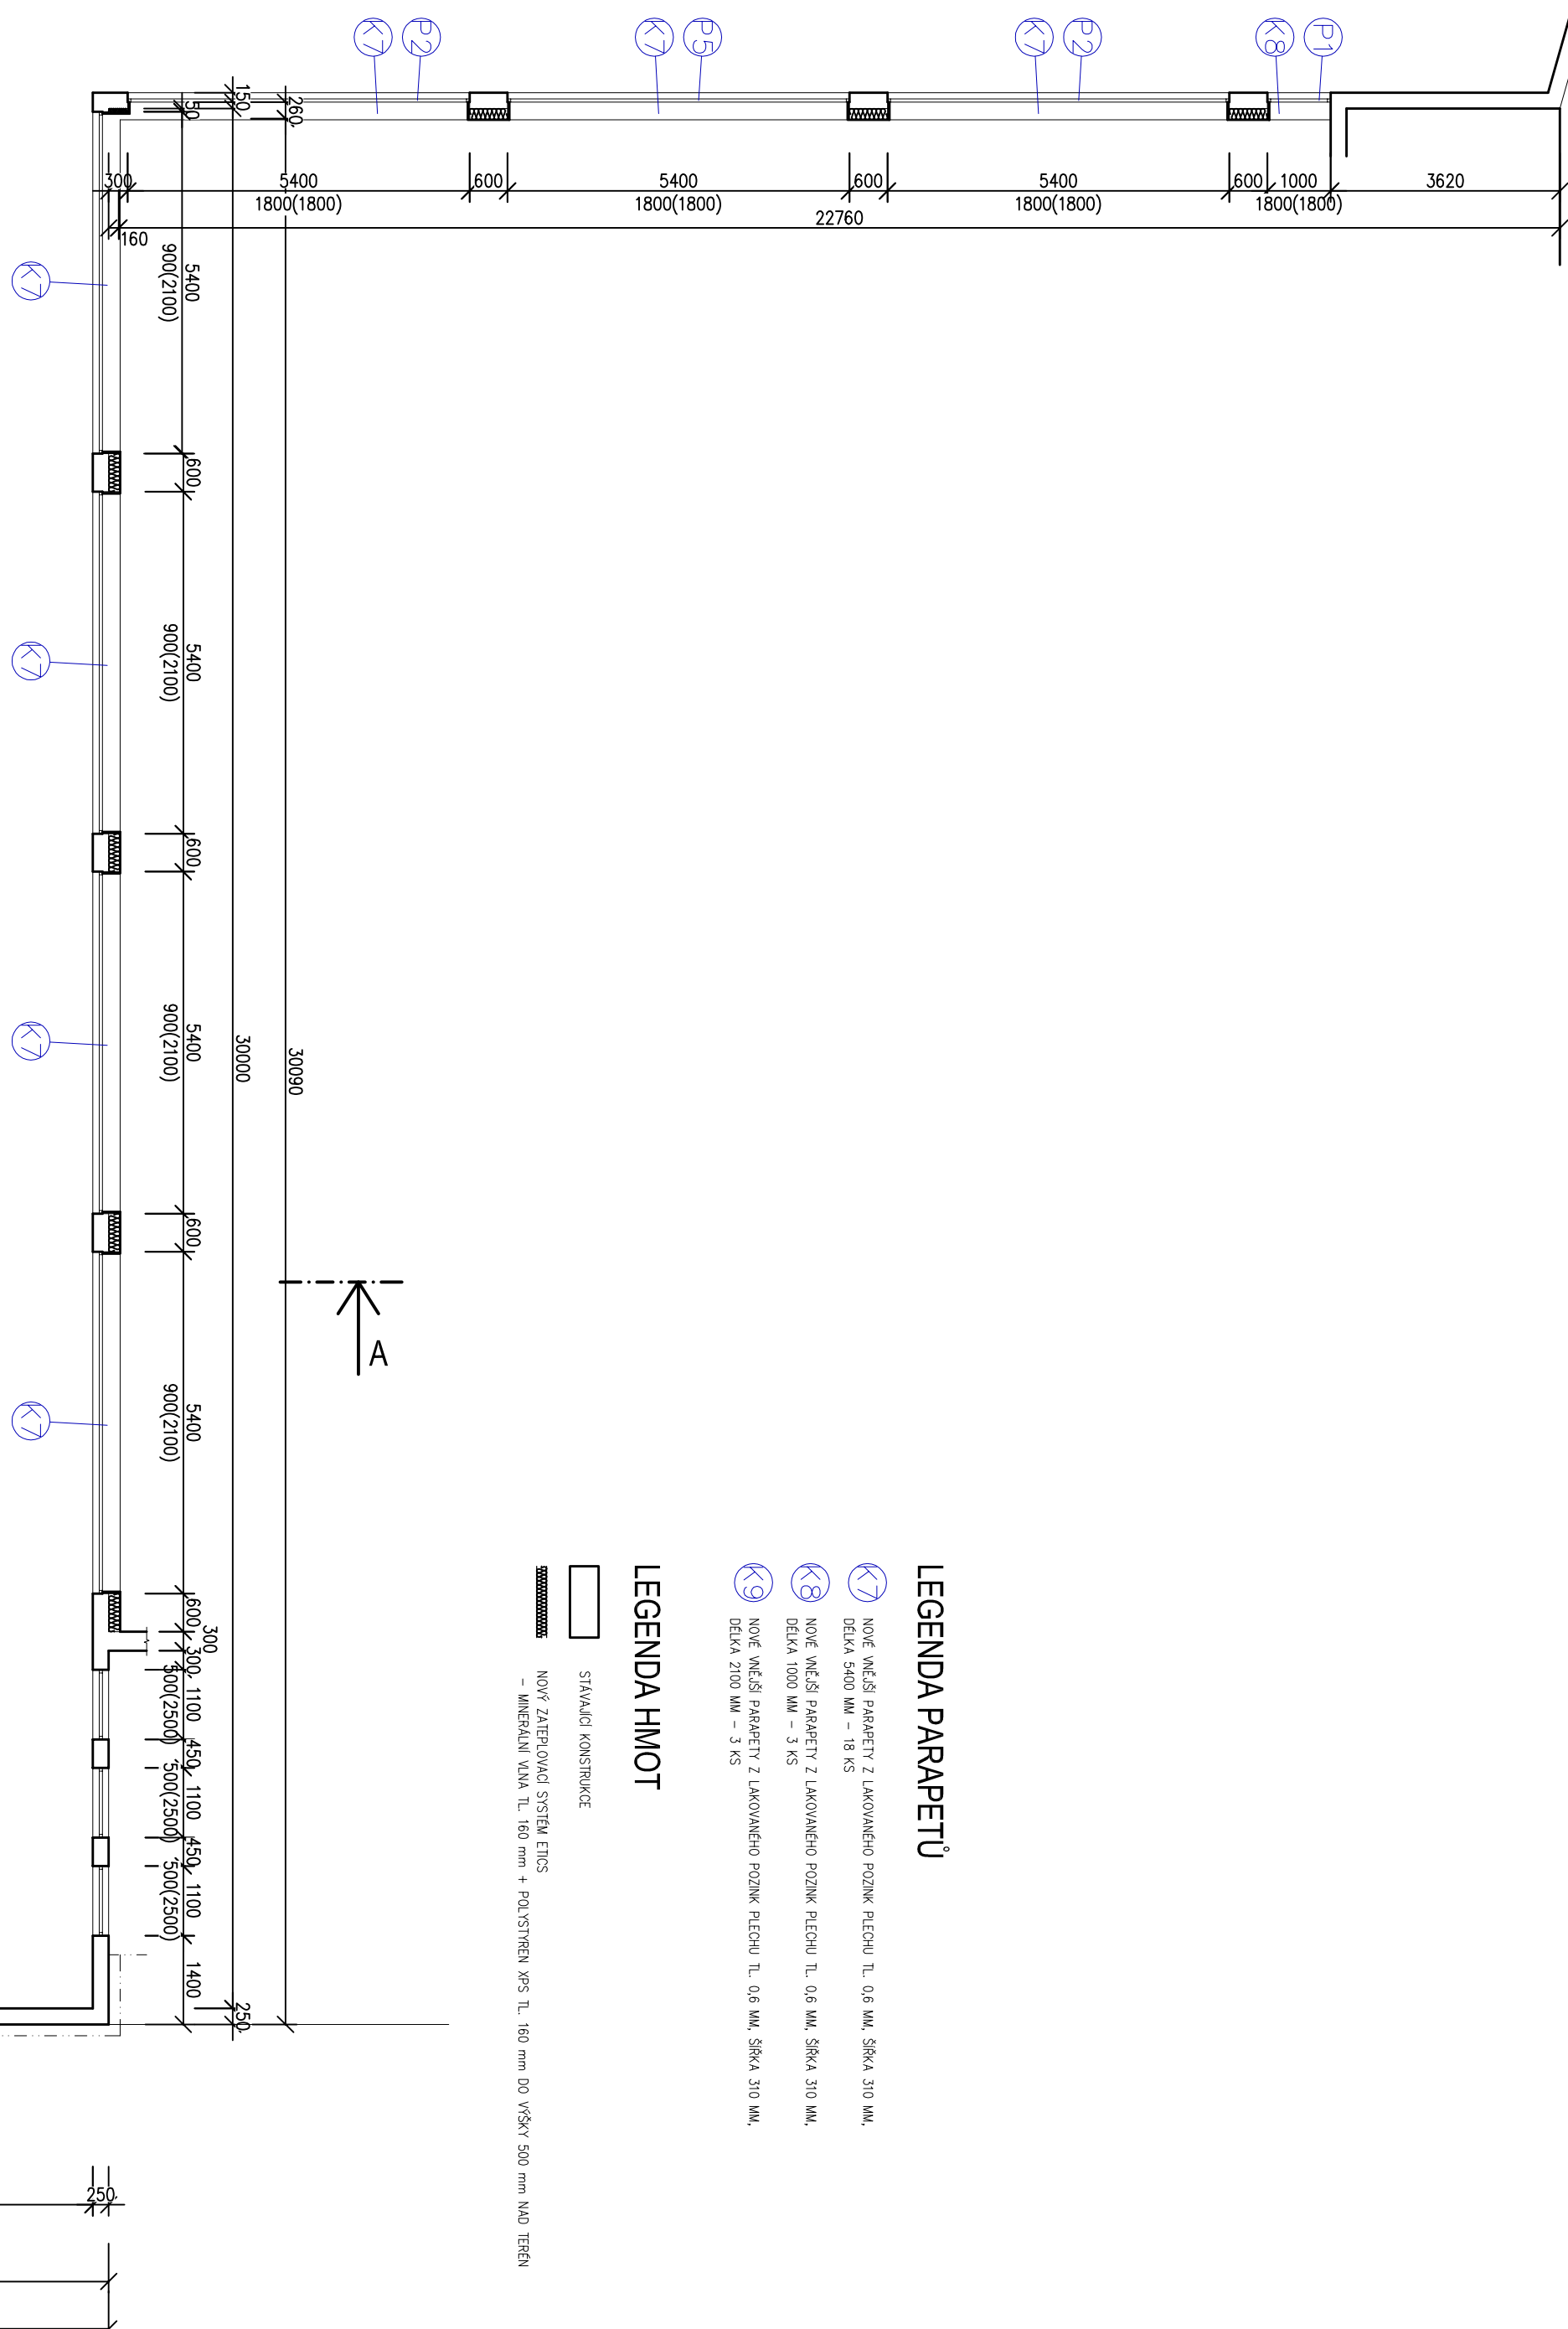 P2
K7
P5
K7
P2
K7
P1
K8
150
260
50
300
5400
1800(1800)
600
5400
1800(1800)
600
5400
1800(1800)
600
1000
1800(1800)
3620
22760
160
5400
900(2100)
600
5400
900(2100)
600
5400
900(2100)
600
5400
900(2100)
600
300
300
1100
500(2500)
450
1100
500(2500)
450
1100
500(2500)
1400
250
30000
30090
K7
K7
K7
K7
A
250
LEGENDA PARAPETŮ
K7 NOVÉ VNĚJŠÍ PARAPETY Z LAKOVANÉHO POZINK PLECHU TL. 0,6 MM, ŠÍŘKA 310 MM,
DÉLKA 5400 MM – 18 KS
K8 NOVÉ VNĚJŠÍ PARAPETY Z LAKOVANÉHO POZINK PLECHU TL. 0,6 MM, ŠÍŘKA 310 MM,
DÉLKA 1000 MM – 3 KS
K9 NOVÉ VNĚJŠÍ PARAPETY Z LAKOVANÉHO POZINK PLECHU TL. 0,6 MM, ŠÍŘKA 310 MM,
DÉLKA 2100 MM – 3 KS
LEGENDA HMOT
STÁVAJÍCÍ KONSTRUKCE
NOVÝ ZATEPLOVACÍ SYSTÉM ETICS
– MINERÁLNÍ VLNA TL. 160 mm + POLYSTYREN XPS TL. 160 mm DO VÝŠKY 500 mm NAD TERÉN